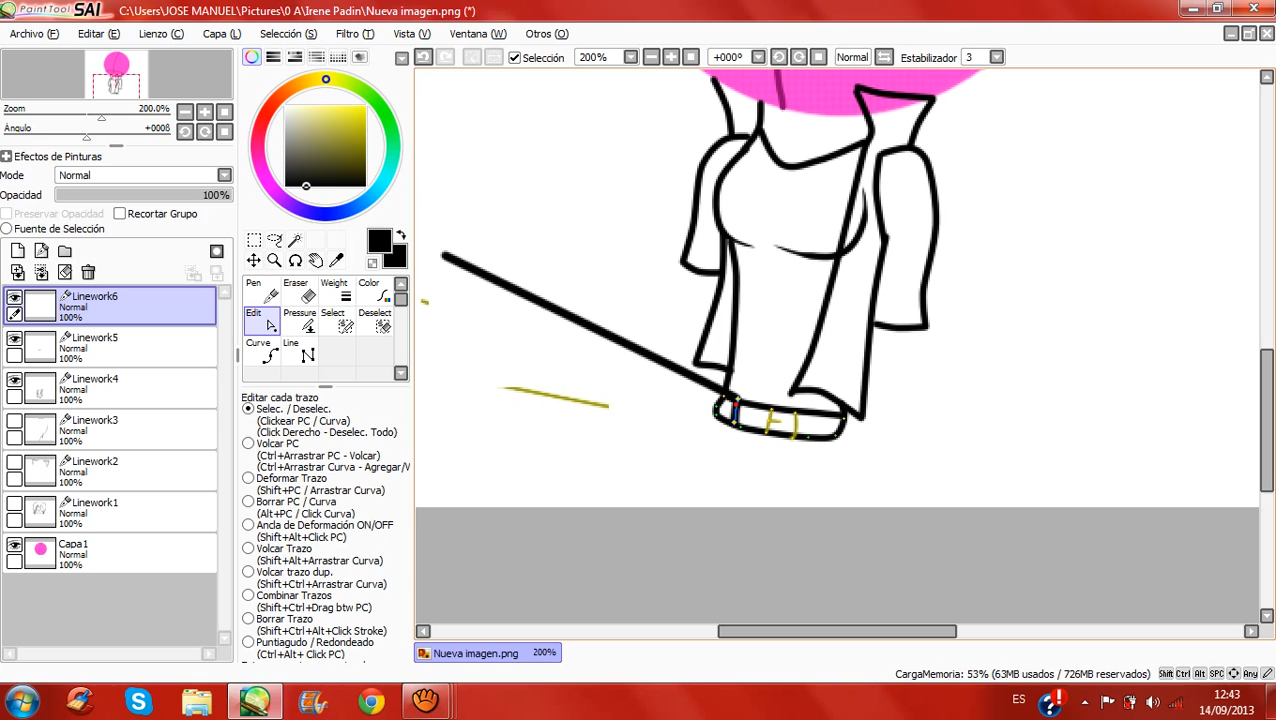 PaintTool SAI C:\Users\JOSE MANUEL\Pictures\0 A\Irene Padin\Nueva imagen.png (*)
Archivo (F) Editar (E) Lienzo (C) Capa (L) Selección (S) Filtro (T) Vista (V) Ventana (W) Otros (O)
Selección 200% +000º Normal Estabilizador 3
Zoom 200.0%
Ángulo +000ß
Efectos de Pinturas
Modo Normal
Opacidad 100%
Preservar Opacidad Recortar Grupo
Fuente de Selección
Linework6
Normal
100%
Linework5
Normal
100%
Linework4
Normal
100%
Linework3
Normal
100%
Linework2
Normal
100%
Linework1
Normal
100%
Capa1
Normal
100%
Pen Eraser Weight Color
Edit Pressure Select Deselect
Curve Line
Editar cada trazo
Selec. / Deselec.
(Clickear PC / Curva)
(Click Derecho - Deselec. Todo)
Volcar PC
(Ctrl+Arrastrar PC - Volcar)
(Ctrl+Arrastrar Curva - Agregar/V
Deformar Trazo
(Shift+PC / Arrastrar Curva)
Borrar PC / Curva
(Alt+PC / Click Curva)
Ancla de Deformación ON/OFF
(Shift+Alt+Click PC)
Volcar Trazo
(Shift+Alt+Arrastrar Curva)
Volcar trazo dup.
(Shift+Ctrl+Arrastrar Curva)
Combinar Trazos
(Shift+Ctrl+Drag btw PC)
Borrar Trazo
(Shift+Ctrl+Alt+Click Stroke)
Puntiagudo / Redondeado
(Ctrl+Alt+ Click PC)
Nueva imagen.png 200%
CargaMemoria: 53% (63MB usados / 726MB reservados) Shift Ctrl Alt SPC Any
ES 12:43
14/09/2013